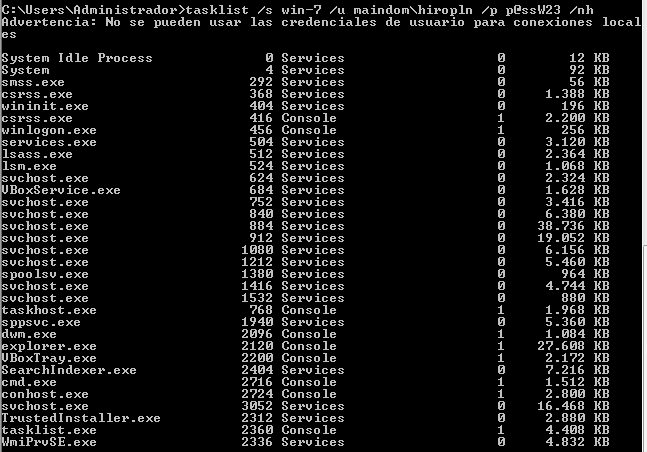 C:\Users\Administrador>tasklist /s win-7 /u maindom\hiropln /p p@ssW23 /nh
Advertencia: No se pueden usar las credenciales de usuario para conexiones local
es
System Idle Process 0 Services 0 12 KB
System 4 Services 0 92 KB
smss.exe 292 Services 0 56 KB
csrss.exe 368 Services 0 1.388 KB
wininit.exe 404 Services 0 196 KB
csrss.exe 416 Console 1 2.200 KB
winlogon.exe 456 Console 1 256 KB
services.exe 504 Services 0 3.120 KB
lsass.exe 512 Services 0 2.364 KB
lsm.exe 524 Services 0 1.068 KB
svchost.exe 624 Services 0 2.324 KB
VBoxService.exe 684 Services 0 1.628 KB
svchost.exe 752 Services 0 3.416 KB
svchost.exe 840 Services 0 6.380 KB
svchost.exe 884 Services 0 38.736 KB
svchost.exe 912 Services 0 19.052 KB
svchost.exe 1080 Services 0 6.156 KB
svchost.exe 1212 Services 0 5.460 KB
spoolsv.exe 1380 Services 0 964 KB
svchost.exe 1416 Services 0 4.744 KB
svchost.exe 1532 Services 0 880 KB
taskhost.exe 768 Console 1 1.968 KB
sppsvc.exe 1940 Services 0 5.360 KB
dwm.exe 2096 Console 1 1.084 KB
explorer.exe 2120 Console 1 27.608 KB
VBoxTray.exe 2200 Console 1 2.172 KB
SearchIndexer.exe 2404 Services 0 7.216 KB
cmd.exe 2716 Console 1 1.512 KB
conhost.exe 2724 Console 1 2.800 KB
svchost.exe 3052 Services 0 16.468 KB
TrustedInstaller.exe 2312 Services 0 2.880 KB
tasklist.exe 2360 Console 1 4.408 KB
WmiPrvSE.exe 2336 Services 0 4.832 KB